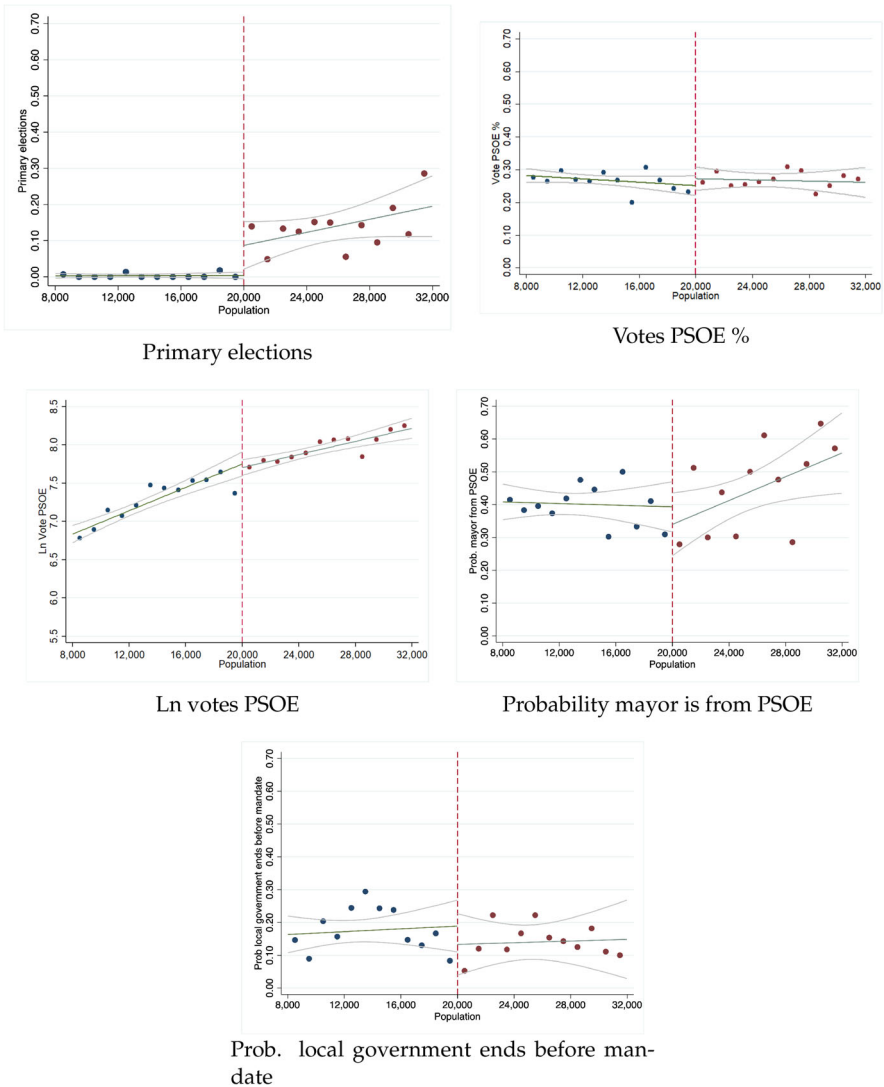 0.70
0.60
0.50
0.40
0.30
0.20
0.10
0.00
Primary elections
8,000 12,000 16,000 20,000 24,000 28,000 32,000
Population
Primary elections
0.70
0.60
0.50
0.40
0.30
0.20
0.10
0.00
Vote PSOE %
8,000 12,000 16,000 20,000 24,000 28,000 32,000
Population
Votes PSOE %
8.5
8.0
7.5
7.0
6.5
6.0
5.5
Ln Vote PSOE
8,000 12,000 16,000 20,000 24,000 28,000 32,000
Population
Ln votes PSOE
0.70
0.60
0.50
0.40
0.30
0.20
0.10
0.00
Prob. mayor from PSOE
8,000 12,000 16,000 20,000 24,000 28,000 32,000
Population
Probability mayor is from PSOE
0.70
0.60
0.50
0.40
0.30
0.20
0.10
0.00
Prob local government ends before mandate
8,000 12,000 16,000 20,000 24,000 28,000 32,000
Population
Prob. local government ends before man-
date